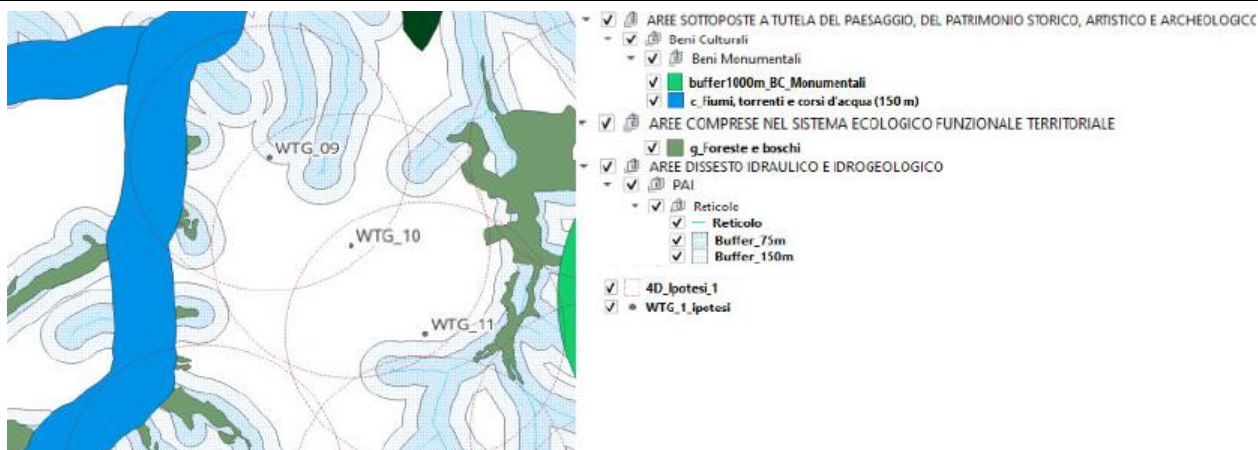 WTG_09
WTG_10
WTG_11
AREE SOTTOPOSTE A TUTELA DEL PAESAGGIO, DEL PATRIMONIO STORICO, ARTISTICO E ARCHEOLOGICO
Beni Culturali
Beni Monumentali
buffer1000m_BC_Monumentali
c_fiumi, torrenti e corsi d'acqua (150 m)
AREE COMPRESE NEL SISTEMA ECOLOGICO FUNZIONALE TERRITORIALE
g_Foreste e boschi
AREE DISSESTO IDRAULICO E IDROGEOLOGICO
PAI
Reticolo
Reticolo
Buffer_75m
Buffer_150m
4D_Ipotesi_1
WTG_1_ipotesi